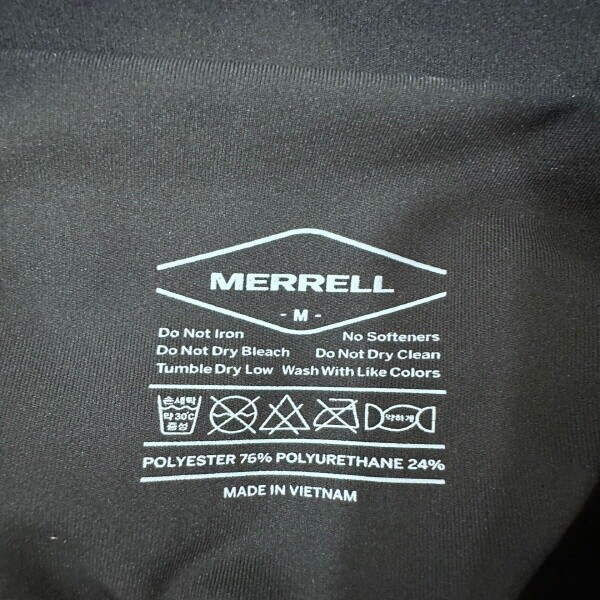 MERRELL
- M -
Do Not Iron No Softeners
Do Not Dry Bleach Do Not Dry Clean
Tumble Dry Low Wash With Like Colors
손세탁
약 30℃
중성
약하게
POLYESTER 76% POLYURETHANE 24%
MADE IN VIETNAM